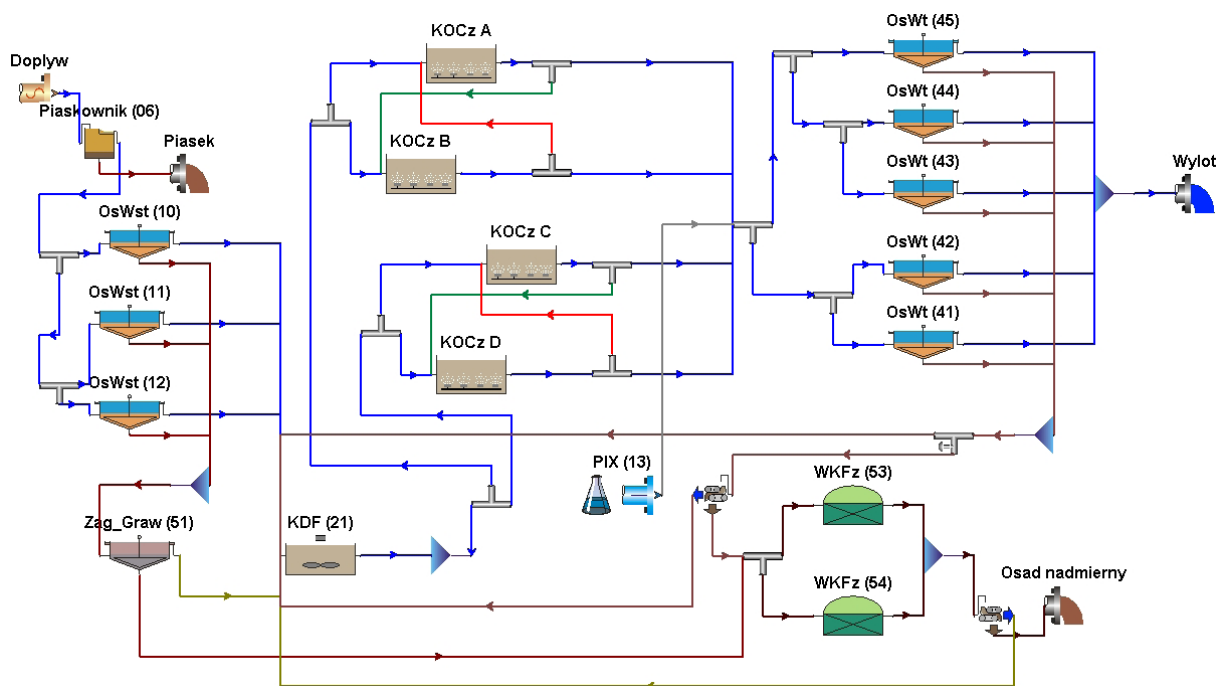 KOCz A
OsWt (45)
Doplyw
Piaskownik (06)
OsWt (44)
Piasek
KOCz B
OsWt (43)
Wylot
OsWst (10)
KOCz C
OsWt (42)
OsWst (11)
OsWt (41)
KOCz D
OsWst (12)
PIX (13)
WKFz (53)
Zag_Graw (51)
KDF (21)
Osad nadmierny
WKFz (54)